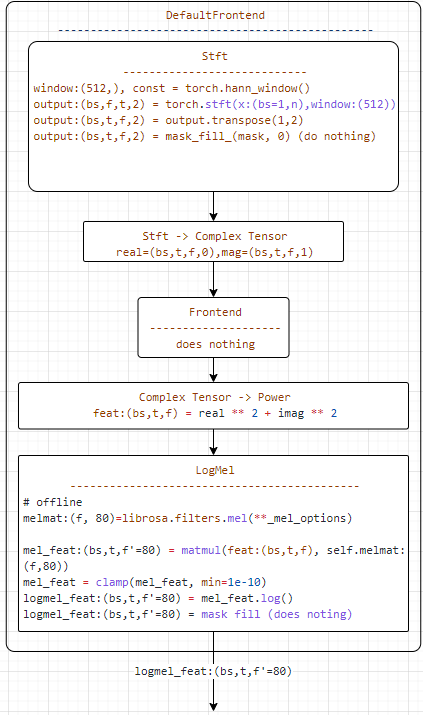 DefaultFrontend
------------------------------------------
Stft
-------------------------
window:(512,), const = torch.hann_window()
output:(bs,f,t,2) = torch.stft(x:(bs=1,n),window:(512))
output:(bs,t,f,2) = output.transpose(1,2)
output:(bs,t,f,2) = mask_fill_(mask, 0) (do nothing)
Stft -> Complex Tensor
real=(bs,t,f,0),mag=(bs,t,f,1)
Frontend
------------------
does nothing
Complex Tensor -> Power
feat:(bs,t,f) = real ** 2 + imag ** 2
LogMel
---------------------------------------
# offline
melmat:(f, 80)=librosa.filters.mel(**_mel_options)
mel_feat:(bs,t,f'=80) = matmul(feat:(bs,t,f), self.melmat:
(f,80))
mel_feat = clamp(mel_feat, min=1e-10)
logmel_feat:(bs,t,f'=80) = mel_feat.log()
logmel_feat:(bs,t,f'=80) = mask fill (does noting)
logmel_feat:(bs,t,f'=80)